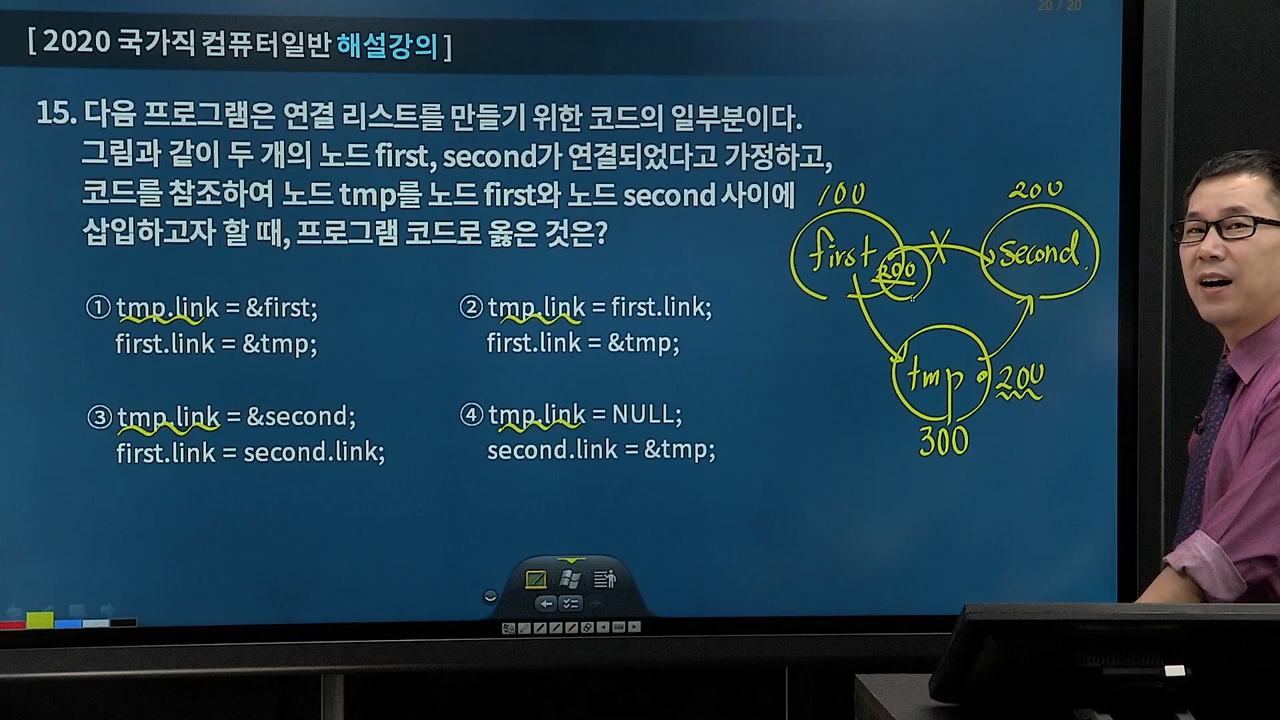 20 / 20
[ 2020 국가직 컴퓨터일반 해설강의 ]
15. 다음 프로그램은 연결 리스트를 만들기 위한 코드의 일부분이다.
그림과 같이 두 개의 노드 first, second가 연결되었다고 가정하고,
코드를 참조하여 노드 tmp를 노드 first와 노드 second 사이에
삽입하고자 할 때, 프로그램 코드로 옳은 것은?
① tmp.link = &first;
first.link = &tmp;
② tmp.link = first.link;
first.link = &tmp;
③ tmp.link = &second;
first.link = second.link;
④ tmp.link = NULL;
second.link = &tmp;
100
200
first
200
second
tmp
200
300